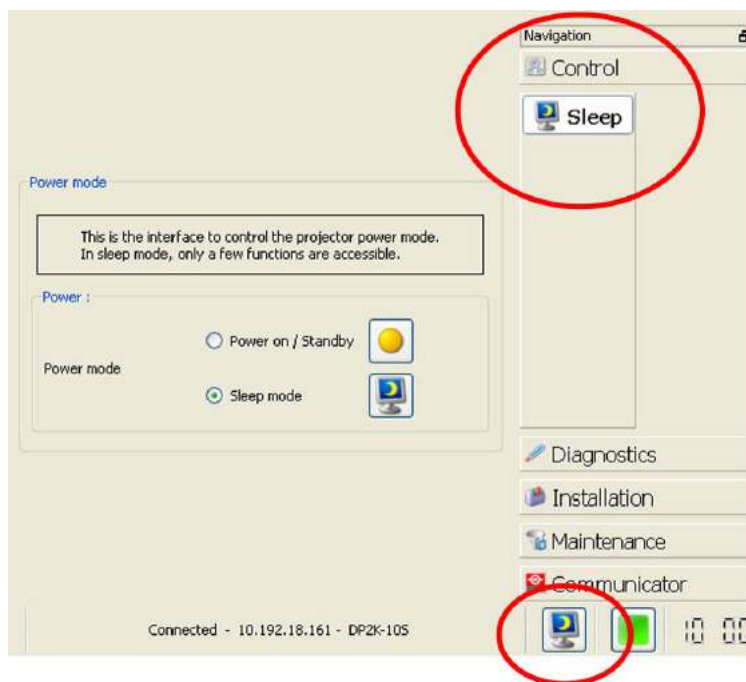 Navigation
Control
Sleep
Power mode
This is the interface to control the projector power mode.
In sleep mode, only a few functions are accessible.
Power :
Power on / Standby
Power mode
Sleep mode
Diagnostics
Installation
Maintenance
Communicator
Connected - 10.192.18.161 - DP2K-10S
10 00